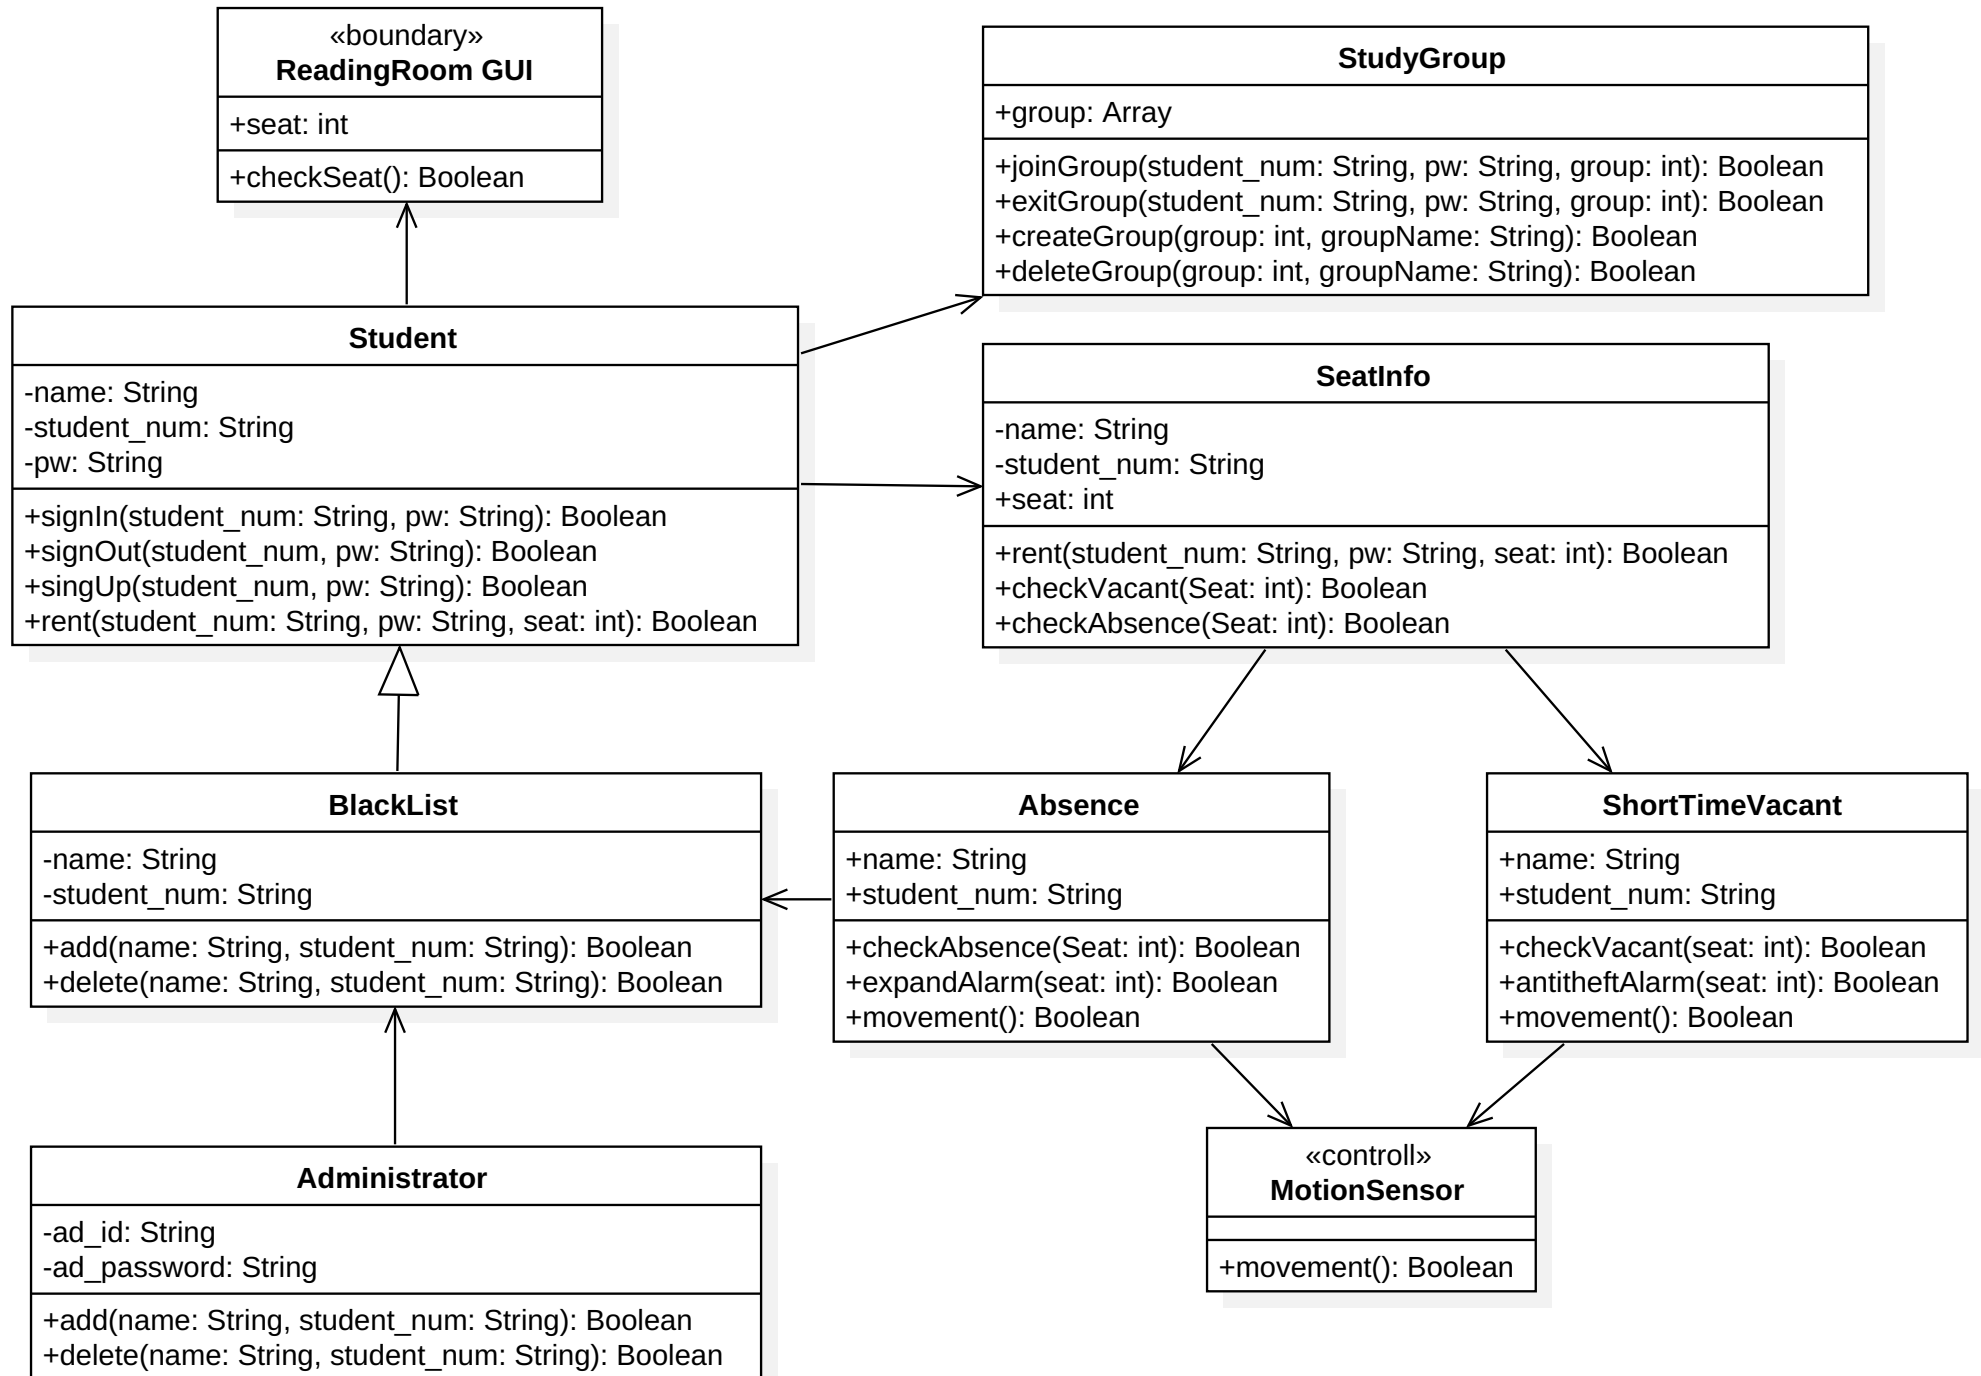 «boundary»
ReadingRoom GUI
+seat: int
+checkSeat(): Boolean
StudyGroup
+group: Array
+joinGroup(student_num: String, pw: String, group: int): Boolean
+exitGroup(student_num: String, pw: String, group: int): Boolean
+createGroup(group: int, groupName: String): Boolean
+deleteGroup(group: int, groupName: String): Boolean
Student
-name: String
-student_num: String
-pw: String
+signIn(student_num: String, pw: String): Boolean
+signOut(student_num, pw: String): Boolean
+singUp(student_num, pw: String): Boolean
+rent(student_num: String, pw: String, seat: int): Boolean
SeatInfo
-name: String
-student_num: String
+seat: int
+rent(student_num: String, pw: String, seat: int): Boolean
+checkVacant(Seat: int): Boolean
+checkAbsence(Seat: int): Boolean
BlackList
-name: String
-student_num: String
+add(name: String, student_num: String): Boolean
+delete(name: String, student_num: String): Boolean
Absence
+name: String
+student_num: String
+checkAbsence(Seat: int): Boolean
+expandAlarm(seat: int): Boolean
+movement(): Boolean
ShortTimeVacant
+name: String
+student_num: String
+checkVacant(seat: int): Boolean
+antitheftAlarm(seat: int): Boolean
+movement(): Boolean
Administrator
-ad_id: String
-ad_password: String
+add(name: String, student_num: String): Boolean
+delete(name: String, student_num: String): Boolean
«controll»
MotionSensor
+movement(): Boolean